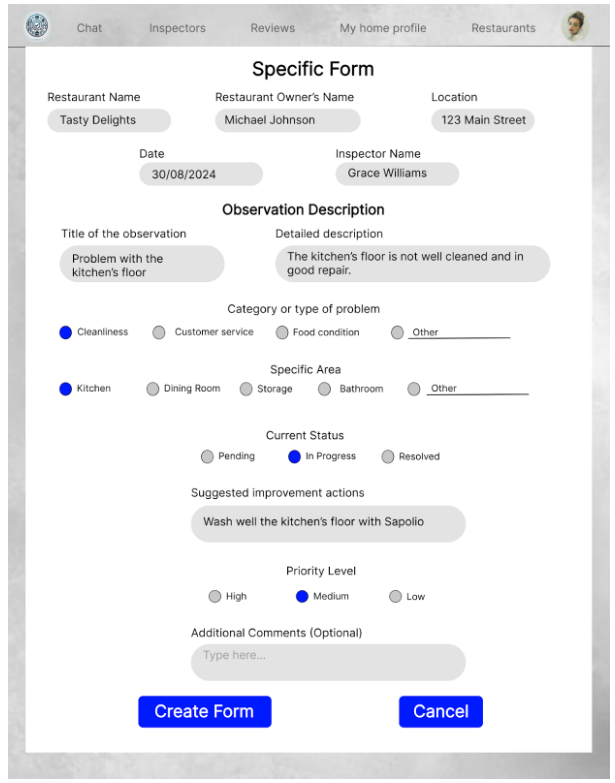 Chat Inspectors Reviews My home profile Restaurants
Specific Form
Restaurant Name Restaurant Owner's Name Location
Tasty Delights Michael Johnson 123 Main Street
Date Inspector Name
30/08/2024 Grace Williams
Observation Description
Title of the observation Detailed description
Problem with the
kitchen's floor
The kitchen's floor is not well cleaned and in
good repair.
Category or type of problem
Cleanliness Customer service Food condition Other
Specific Area
Kitchen Dining Room Storage Bathroom Other
Current Status
Pending In Progress Resolved
Suggested improvement actions
Wash well the kitchen's floor with Sapolio
Priority Level
High Medium Low
Additional Comments (Optional)
Type here...
Create Form Cancel